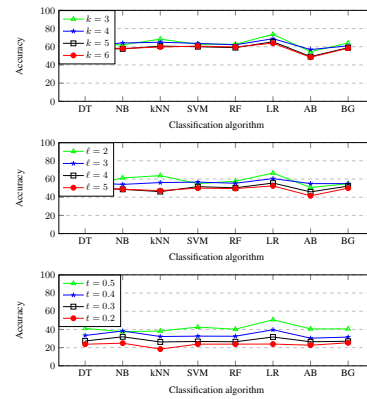 100
80
60
40
20
0
Accuracy
k = 3
k = 4
k = 5
k = 6
DT NB kNN SVM RF LR AB BG
Classification algorithm
100
80
60
40
20
0
Accuracy
ℓ = 2
ℓ = 3
ℓ = 4
ℓ = 5
DT NB kNN SVM RF LR AB BG
Classification algorithm
100
80
60
40
20
0
Accuracy
t = 0.5
t = 0.4
t = 0.3
t = 0.2
DT NB kNN SVM RF LR AB BG
Classification algorithm